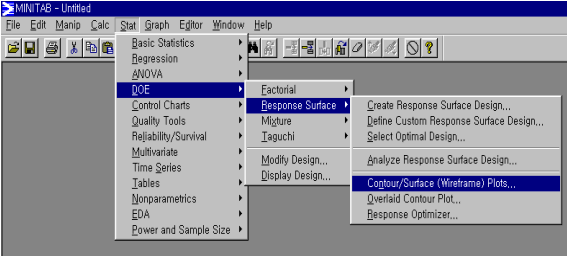 MINITAB - Untitled
File Edit Manip Calc Stat Graph Editor Window Help
Basic Statistics
Regression
ANOVA
DOE
Control Charts
Quality Tools
Reliability/Survival
Multivariate
Time Series
Tables
Nonparametrics
EDA
Power and Sample Size
Factorial
Response Surface
Mixture
Taguchi
Modify Design...
Display Design...
Create Response Surface Design...
Define Custom Response Surface Design...
Select Optimal Design...
Analyze Response Surface Design...
Contour/Surface (Wireframe) Plots...
Overlaid Contour Plot...
Response Optimizer...